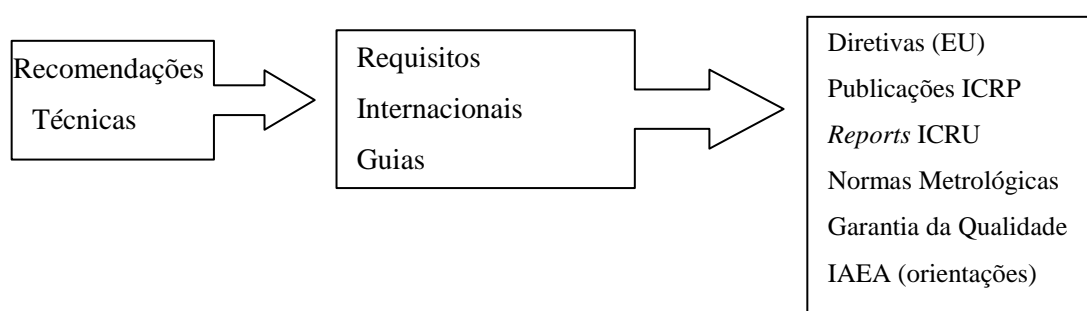 Recomendações
Técnicas
Requisitos
Internacionais
Guias
Diretivas (EU)
Publicações ICRP
Reports ICRU
Normas Metrológicas
Garantia da Qualidade
IAEA (orientações)